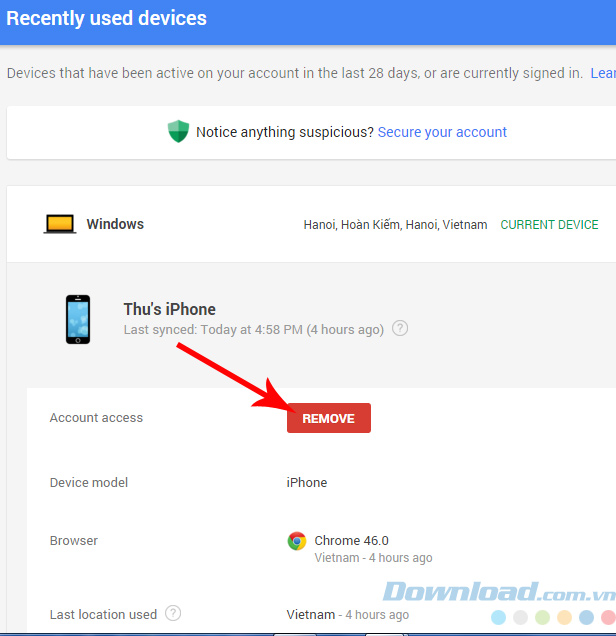 Recently used devices
Devices that have been active on your account in the last 28 days, or are currently signed in. Lear
Notice anything suspicious? Secure your account
Windows Hanoi, Hoàn Kiếm, Hanoi, Vietnam CURRENT DEVICE
Thu's iPhone
Last synced: Today at 4:58 PM (4 hours ago) ?
Account access REMOVE
Device model iPhone
Browser Chrome 46.0
Vietnam - 4 hours ago
Download.com.vn
Last location used ? Vietnam - 4 hours ago